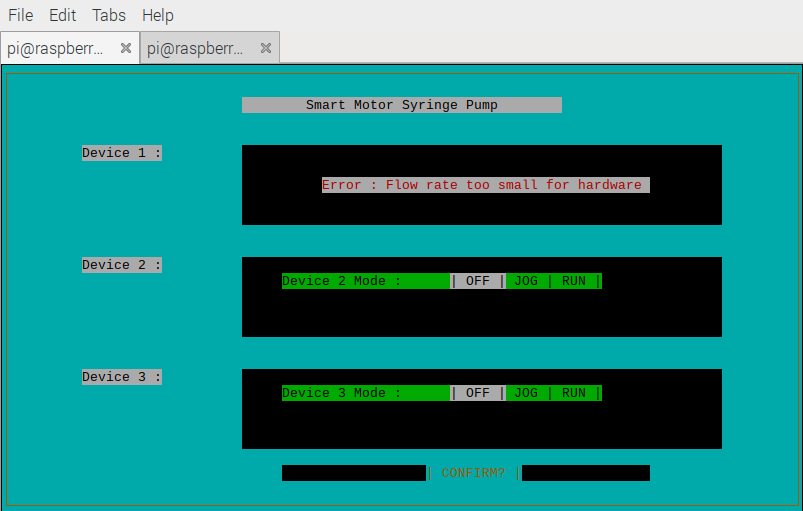 File Edit Tabs Help
pi@raspberr... pi@raspberr...
Smart Motor Syringe Pump
Device 1 :
Error : Flow rate too small for hardware
Device 2 :
Device 2 Mode : | OFF | JOG | RUN |
Device 3 :
Device 3 Mode : | OFF | JOG | RUN |
| CONFIRM? |